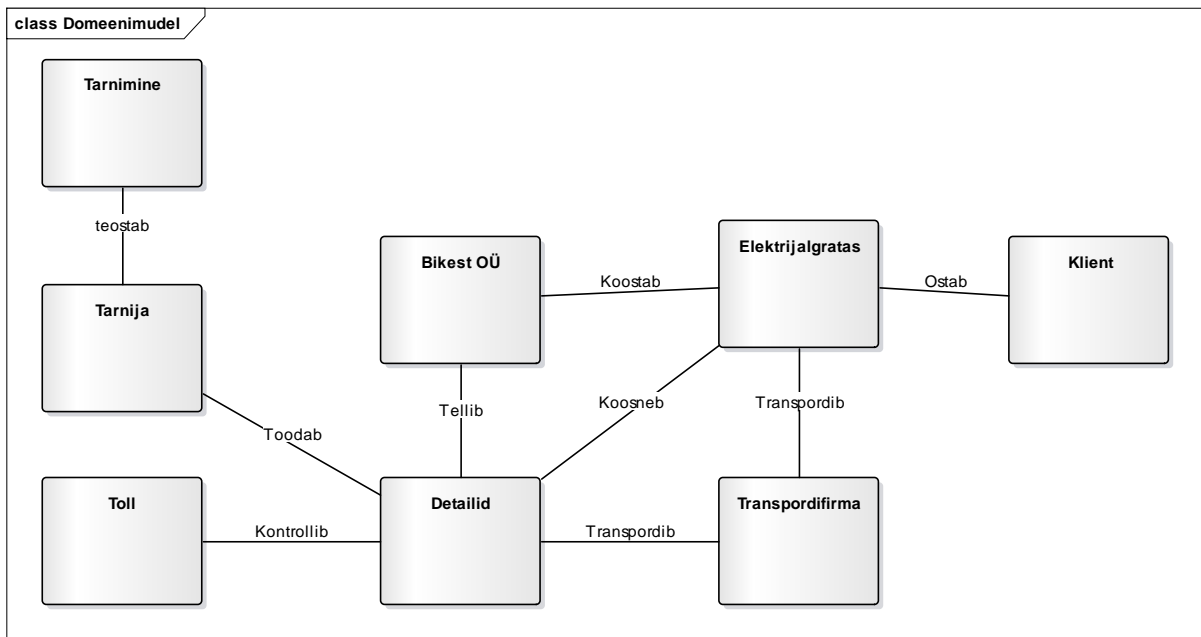 class Domeenimudel
Tarnimine
teostab
Tarnija
Bikest OÜ
Koostab
Elektrijalgratas
Ostab
Klient
Toodab
Tellib
Koosneb
Transpordib
Toll
Kontrollib
Detailid
Transpordib
Transpordifirma